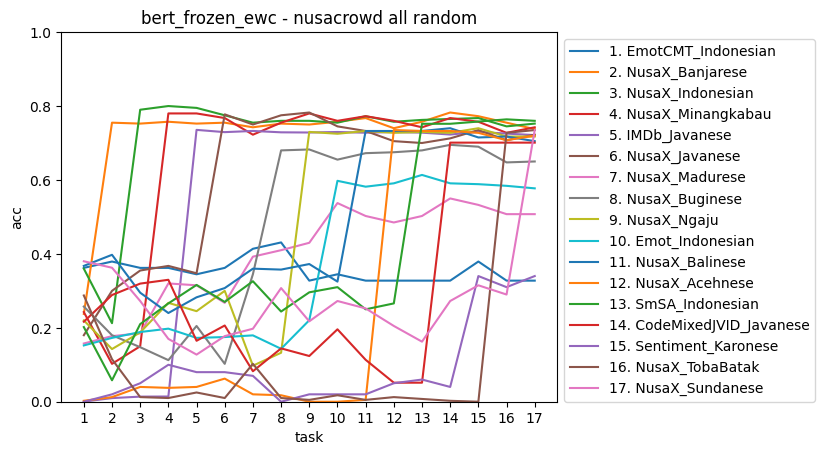 bert_frozen_ewc - nusacrowd all random
1.0
0.8
0.6
0.4
0.2
0.0
acc
1 2 3 4 5 6 7 8 9 10 11 12 13 14 15 16 17
task
1. EmotCMT_Indonesian
2. NusaX_Banjarese
3. NusaX_Indonesian
4. NusaX_Minangkabau
5. IMDb_Javanese
6. NusaX_Javanese
7. NusaX_Madurese
8. NusaX_Buginese
9. NusaX_Ngaju
10. Emot_Indonesian
11. NusaX_Balinese
12. NusaX_Acehnese
13. SmSA_Indonesian
14. CodeMixedJVID_Javanese
15. Sentiment_Karonese
16. NusaX_TobaBatak
17. NusaX_Sundanese